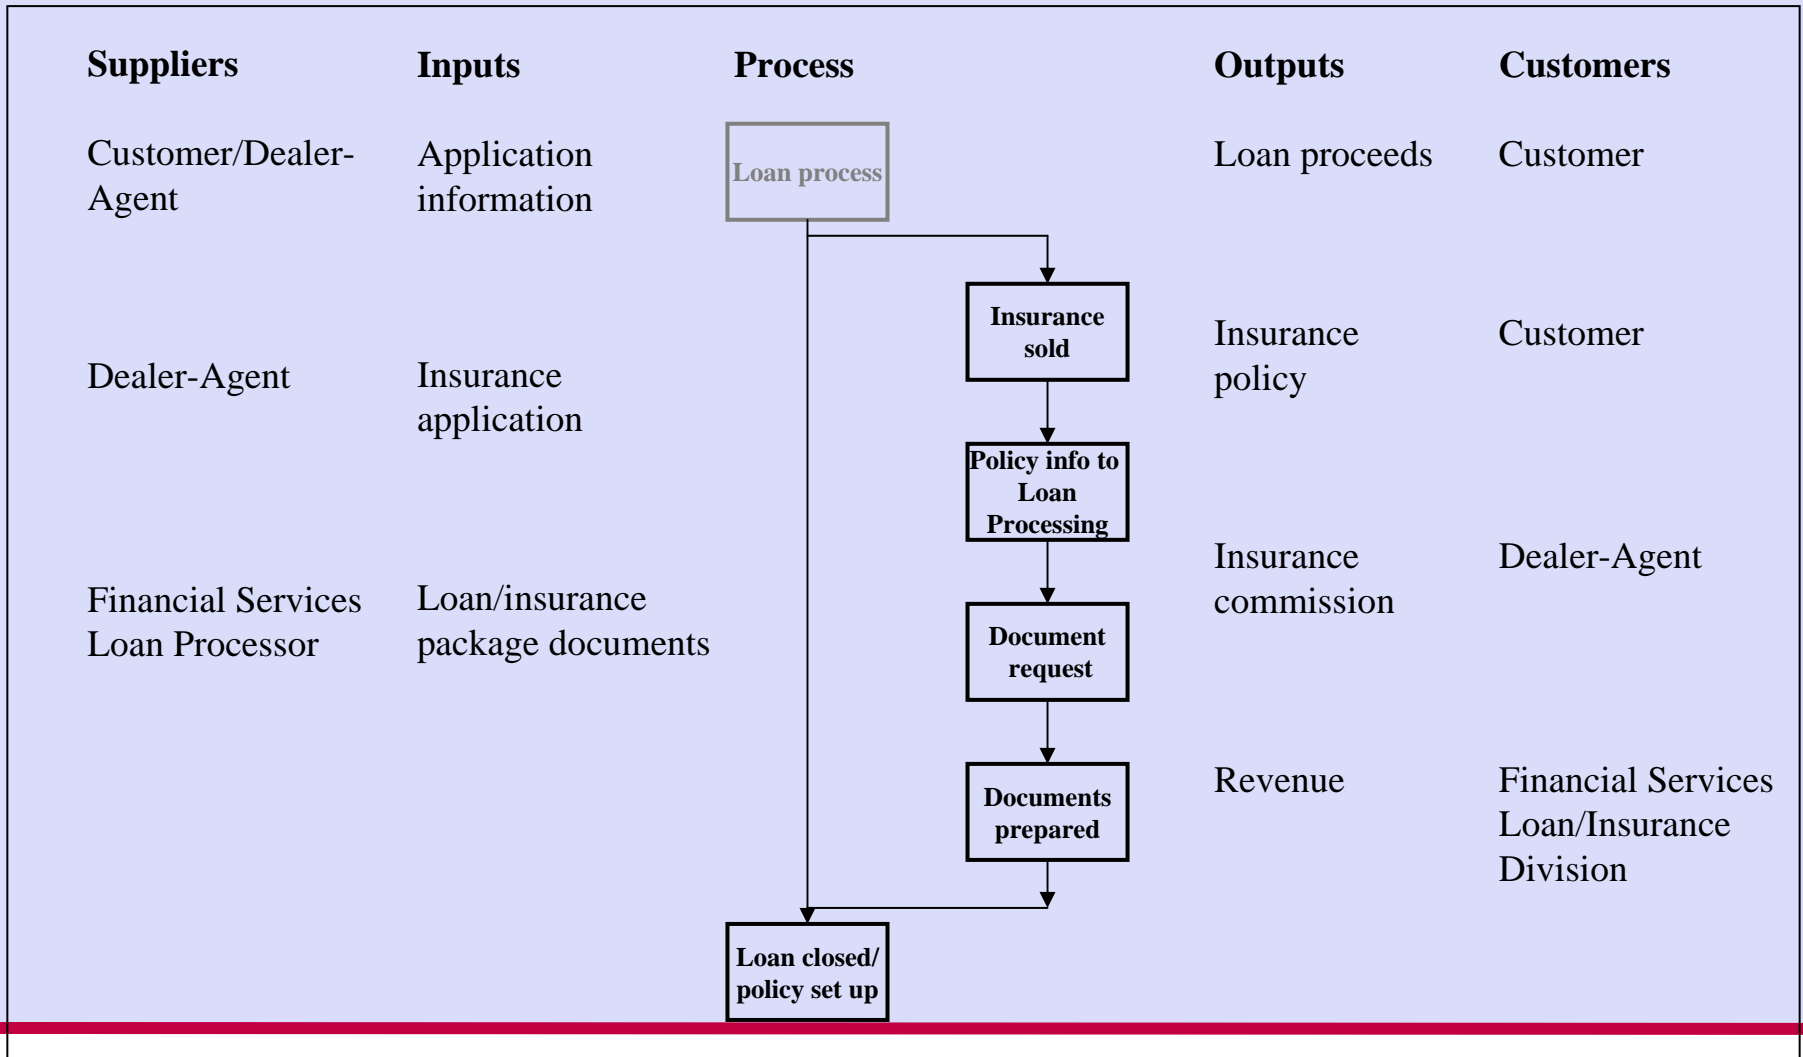 Suppliers
Inputs
Process
Outputs
Customers
Customer/Dealer-
Agent
Application
information
Loan process
Loan proceeds
Customer
Insurance
sold
Insurance
policy
Customer
Dealer-Agent
Insurance
application
Policy info to
Loan
Processing
Insurance
commission
Dealer-Agent
Financial Services
Loan Processor
Loan/insurance
package documents
Document
request
Documents
prepared
Revenue
Financial Services
Loan/Insurance
Division
Loan closed/
policy set up